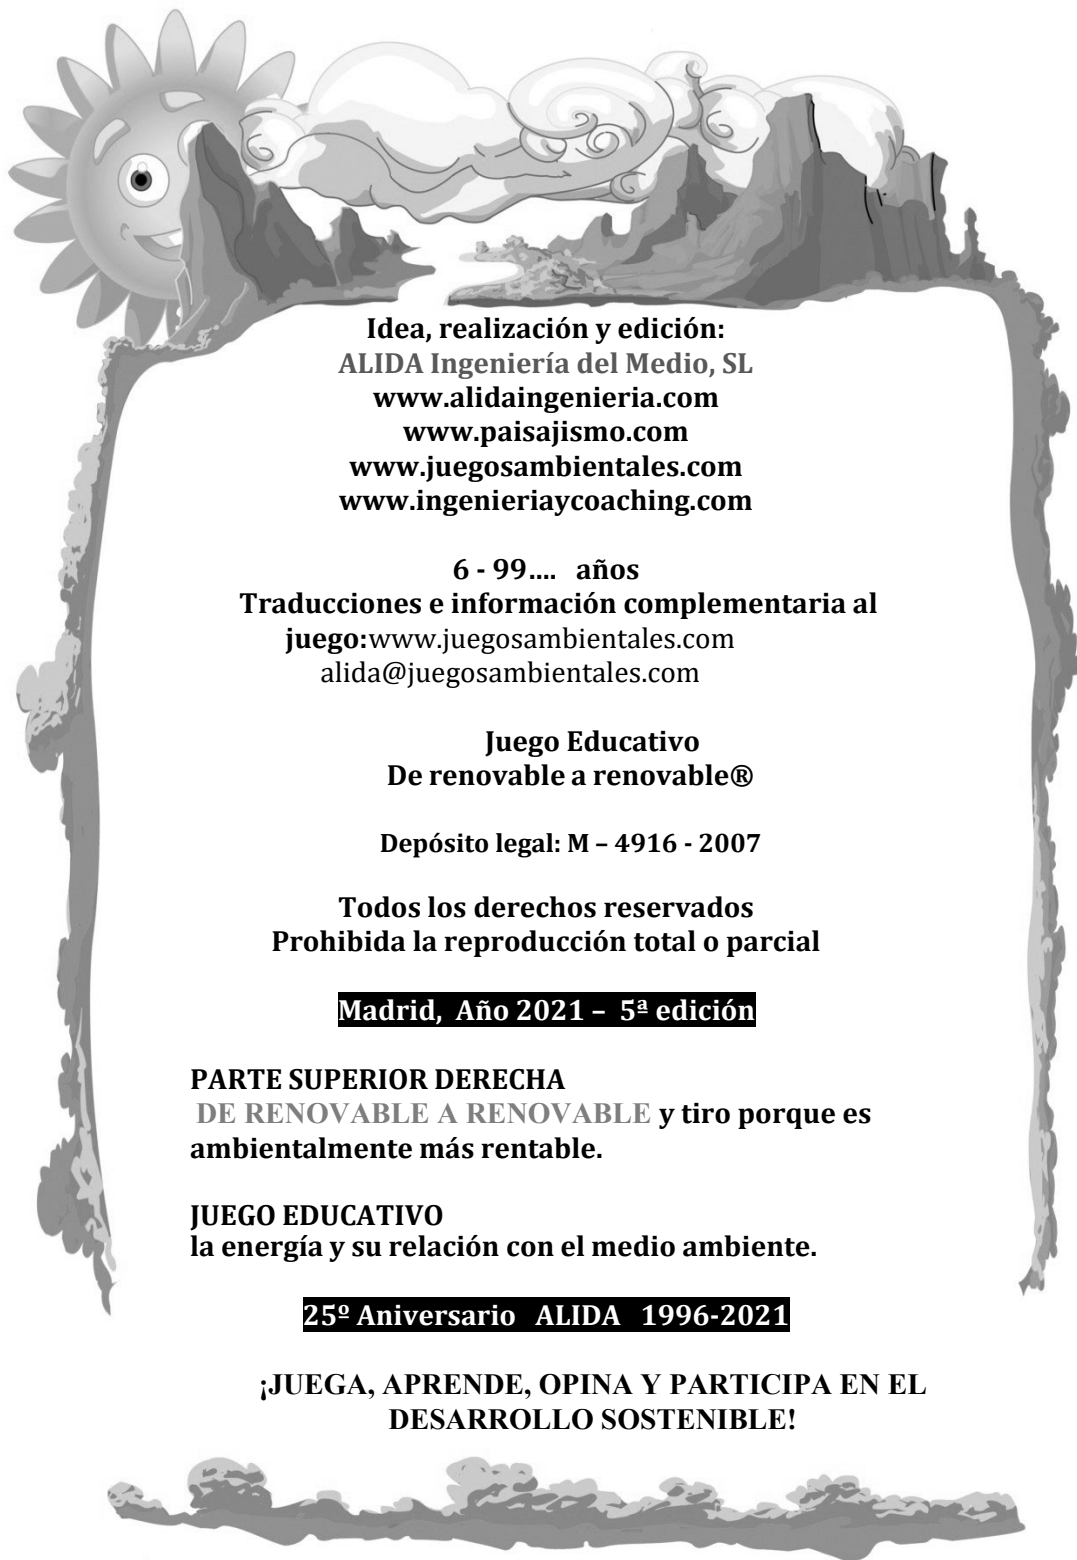 Idea, realización y edición:
ALIDA Ingeniería del Medio, SL
www.alidaingenieria.com
www.paisajismo.com
www.juegosambientales.com
www.ingenieriaycoaching.com
6 - 99.... años
Traducciones e información complementaria al
juego:www.juegosambientales.com
alida@juegosambientales.com
Juego Educativo
De renovable a renovable®
Depósito legal: M – 4916 - 2007
Todos los derechos reservados
Prohibida la reproducción total o parcial
Madrid, Año 2021 – 5ª edición
PARTE SUPERIOR DERECHA
DE RENOVABLE A RENOVABLE y tiro porque es
ambientalmente más rentable.
JUEGO EDUCATIVO
la energía y su relación con el medio ambiente.
25º Aniversario ALIDA 1996-2021
¡JUEGA, APRENDE, OPINA Y PARTICIPA EN EL
DESARROLLO SOSTENIBLE!